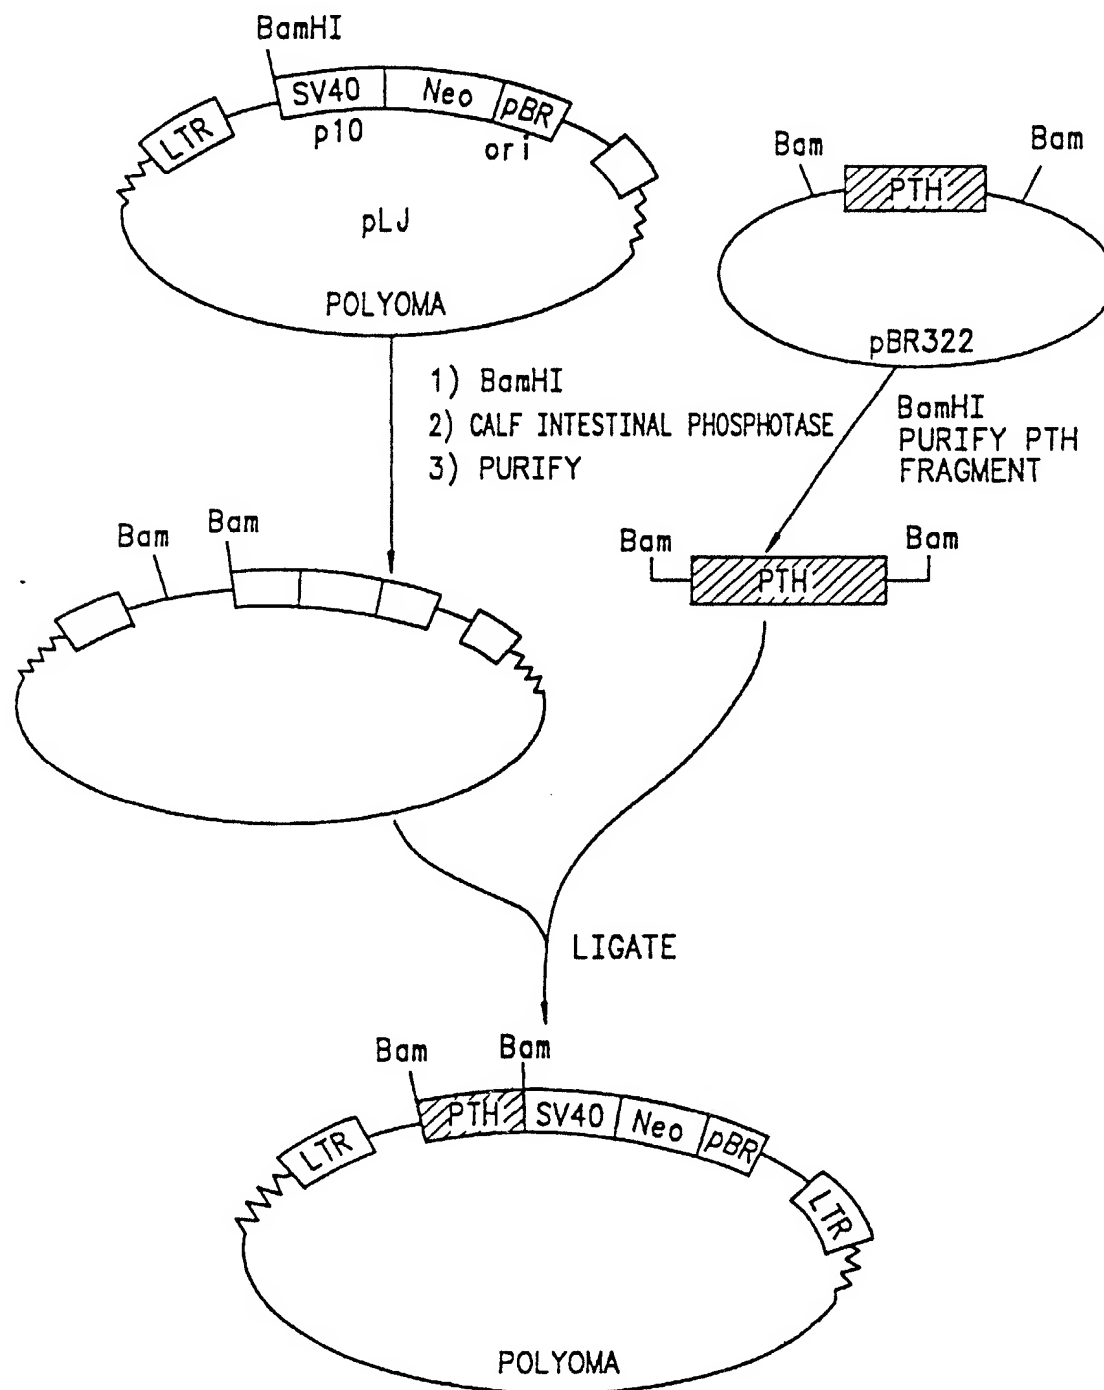 BamHI
SV40
Neo
pBR
LTR
p10
ori
pLJ
POLYOMA
Bam
Bam
PTH
pBR322
1) BamHI
2) CALF INTESTINAL PHOSPHOTASE
3) PURIFY
BamHI
PURIFY PTH
FRAGMENT
Bam
Bam
Bam
Bam
PTH
LIGATE
Bam
Bam
LTR
PTH
SV40
Neo
pBR
LTR
POLYOMA